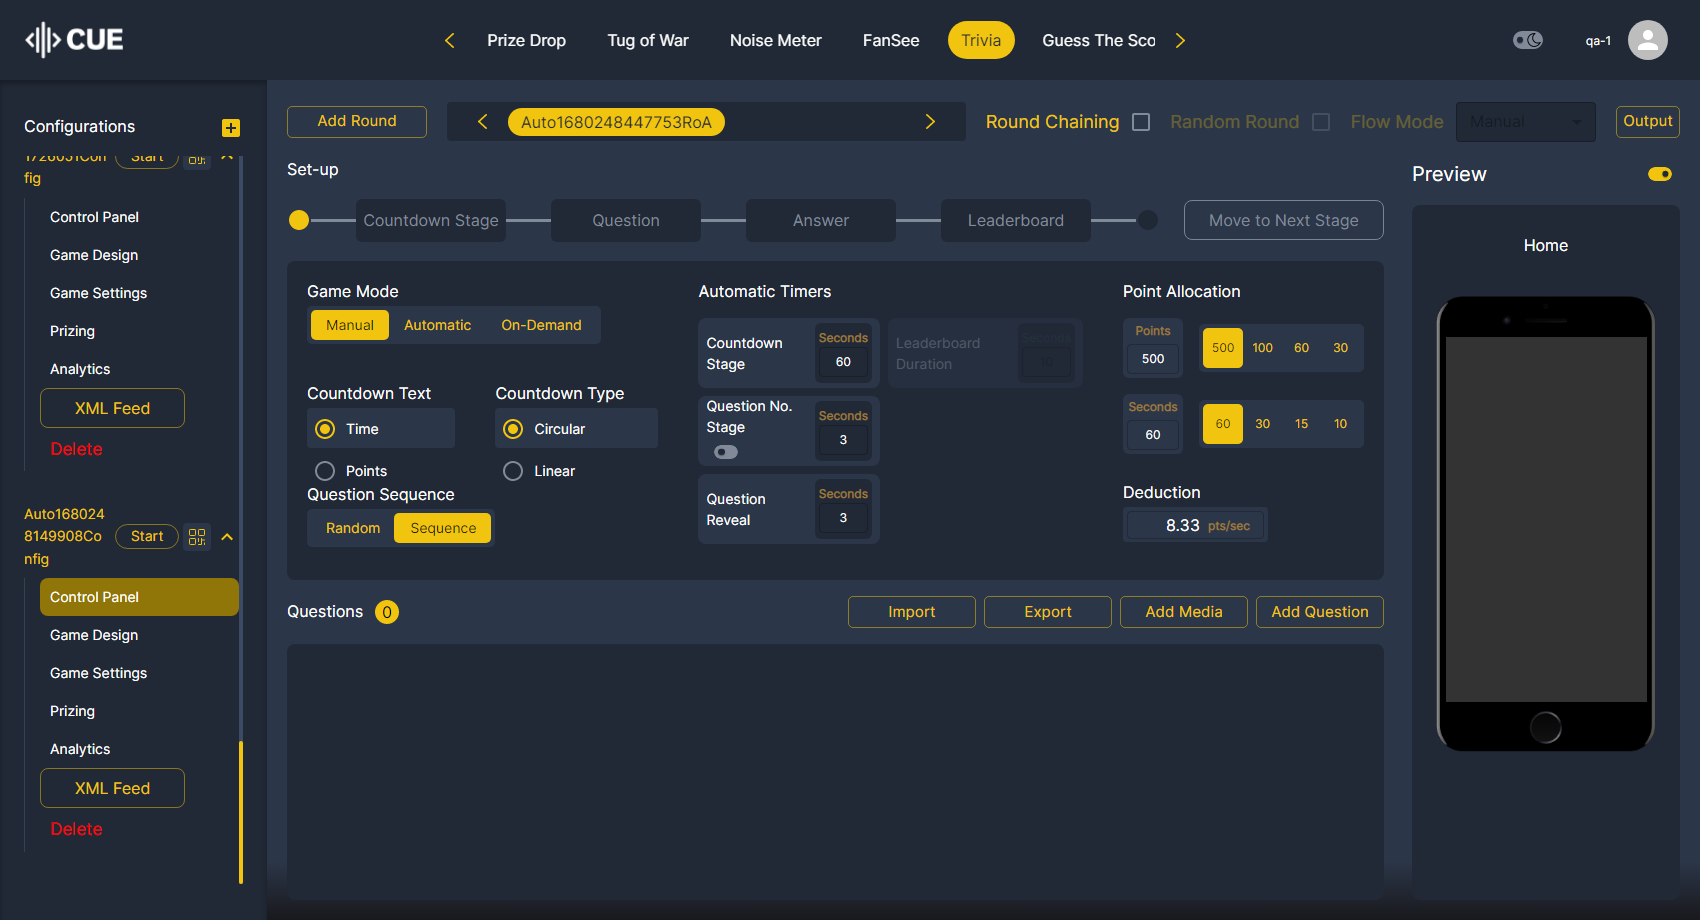 CUE
Prize Drop
Tug of War
Noise Meter
FanSee
Trivia
Guess The Sco
qa-1
Configurations
1726051Con
fig
Start
Control Panel
Game Design
Game Settings
Prizing
Analytics
XML Feed
Delete
Auto168024
8149908Co
nfig
Start
Control Panel
Game Design
Game Settings
Prizing
Analytics
XML Feed
Delete
Add Round
Auto1680248447753RoA
Round Chaining
Random Round
Flow Mode
Manual
Output
Set-up
Countdown Stage
Question
Answer
Leaderboard
Move to Next Stage
Game Mode
Manual
Automatic
On-Demand
Countdown Text
Time
Points
Countdown Type
Circular
Linear
Question Sequence
Random
Sequence
Automatic Timers
Countdown
Stage
Seconds
60
Leaderboard
Duration
Seconds
10
Question No.
Stage
Seconds
3
Question
Reveal
Seconds
3
Point Allocation
Points
500
500
100
60
30
Seconds
60
60
30
15
10
Deduction
8.33 pts/sec
Questions 0
Import
Export
Add Media
Add Question
Preview
Home